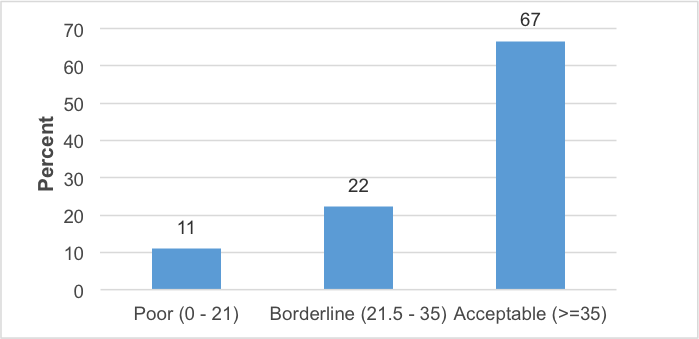 Percent
70
60
50
40
30
20
10
0
11
22
67
Poor (0 - 21)
Borderline (21.5 - 35)
Acceptable (>=35)